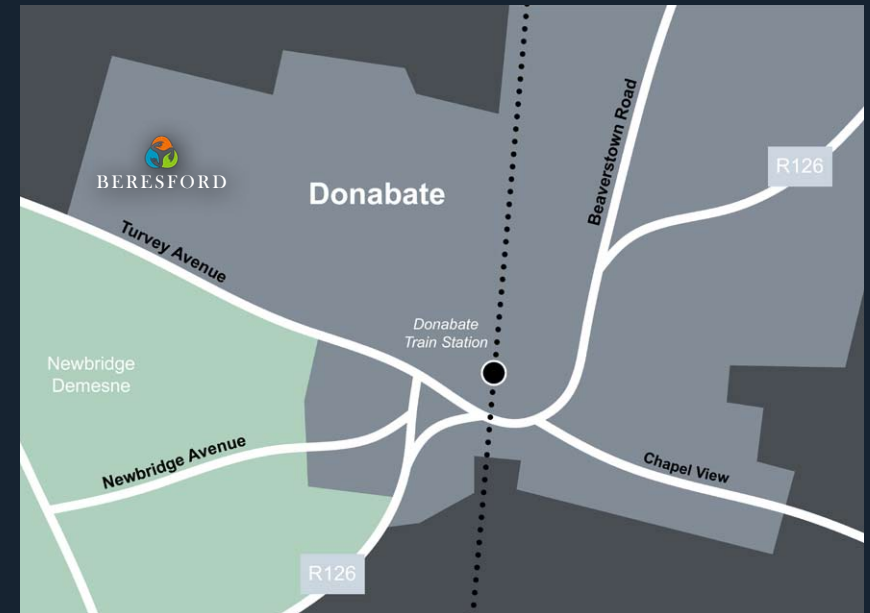 Beaverstown Road
R126
BERESFORD
Donabate
Turvey Avenue
Donabate
Train Station
Newbridge
Demesne
Newbridge Avenue
Chapel View
R126